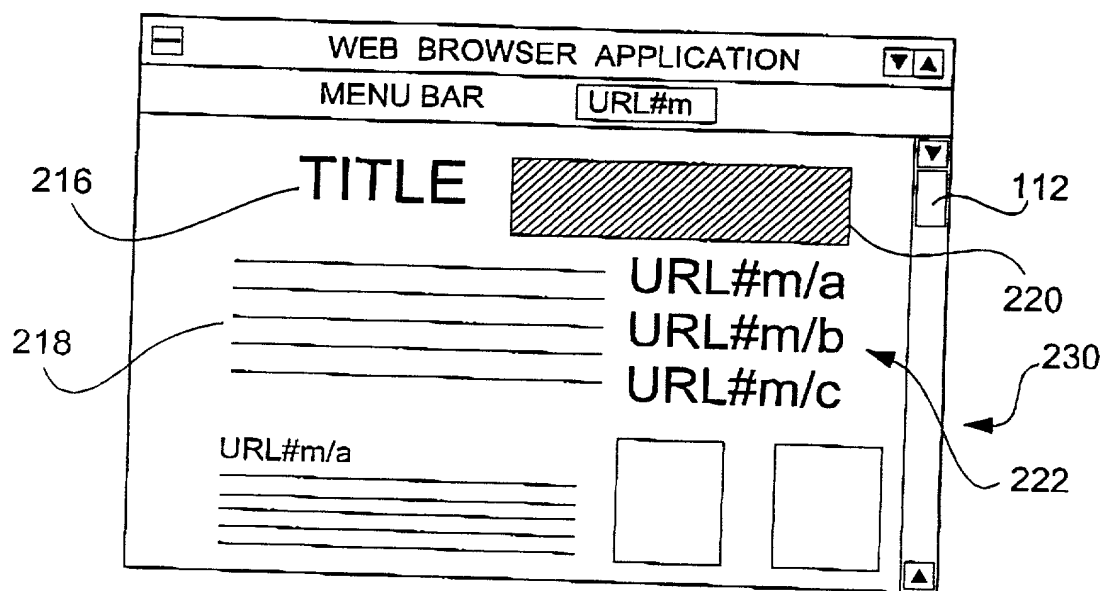 WEB BROWSER APPLICATION
MENU BAR URL#m
216 TITLE 112
220
URL#m/a
URL#m/b
218 230
URL#m/c
URL#m/a
222